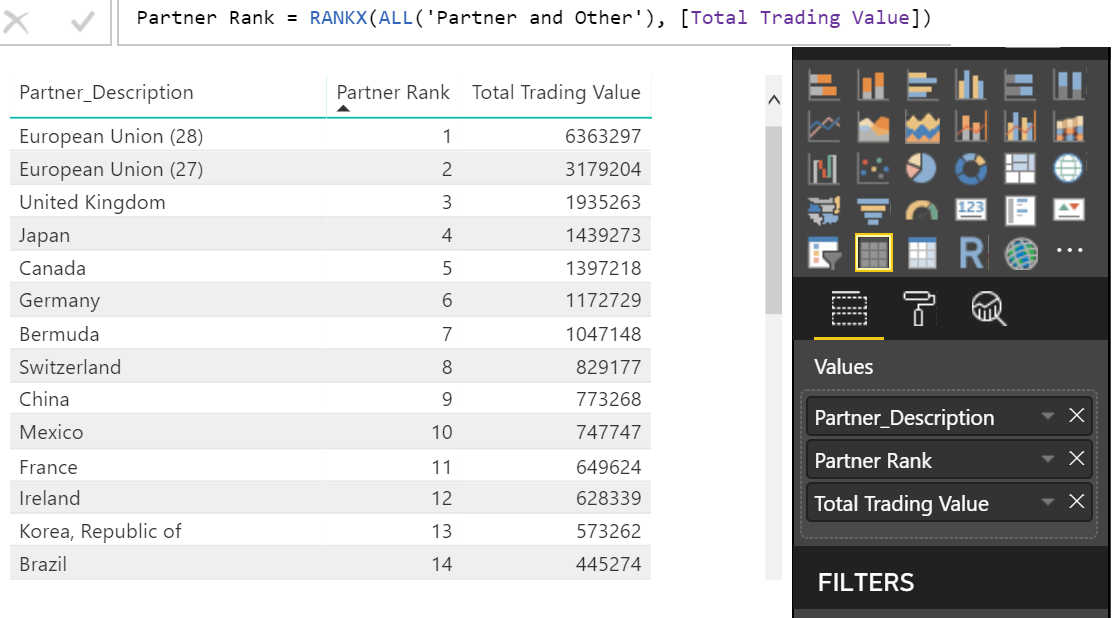 Partner Rank = RANKX(ALL('Partner and Other'), [Total Trading Value])
Partner_Description Partner Rank Total Trading Value
European Union (28) 1 6363297
European Union (27) 2 3179204
United Kingdom 3 1935263
Japan 4 1439273
Canada 5 1397218
Germany 6 1172729
Bermuda 7 1047148
Switzerland 8 829177
China 9 773268
Mexico 10 747747
France 11 649624
Ireland 12 628339
Korea, Republic of 13 573262
Brazil 14 445274
123
R
Values
Partner_Description
Partner Rank
Total Trading Value
FILTERS